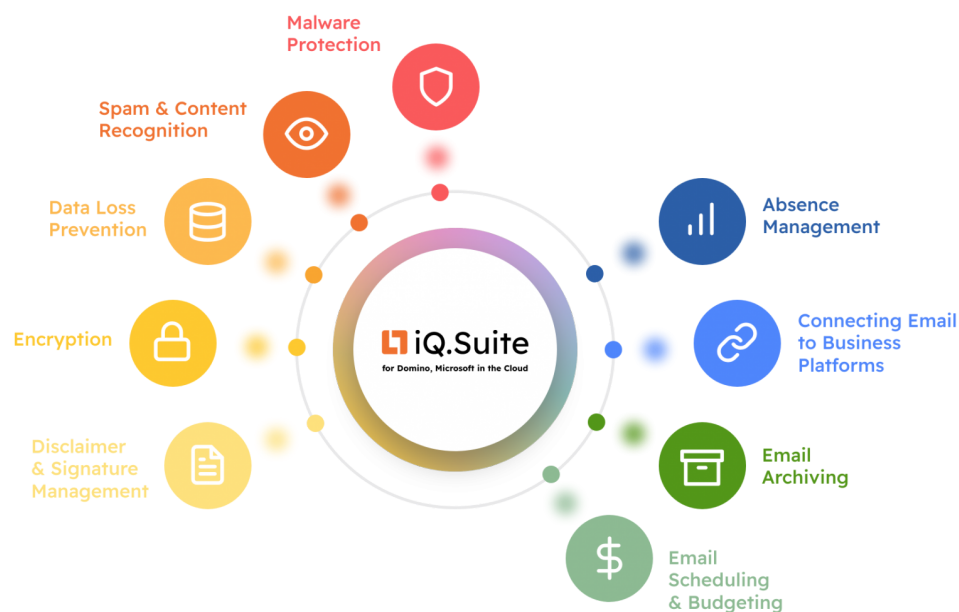 Malware
Protection
Spam & Content
Recognition
Data Loss
Prevention
Encryption
Disclaimer
& Signature
Management
iQ.Suite
for Domino, Microsoft in the Cloud
Absence
Management
Connecting Email
to Business
Platforms
Email
Archiving
Email
Scheduling
& Budgeting